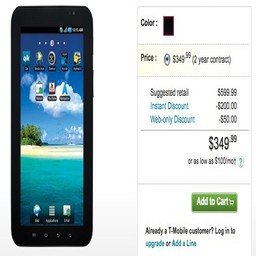 Color :
Price : $349.99 (2 year contract)
Suggested retail $599.99
Instant Discount -$200.00
Web-only Discount -$50.00
$349.99
or as low as $100/mo† ?
Add to Cart
Already a T-Mobile customer? Log in to
upgrade or Add a Line